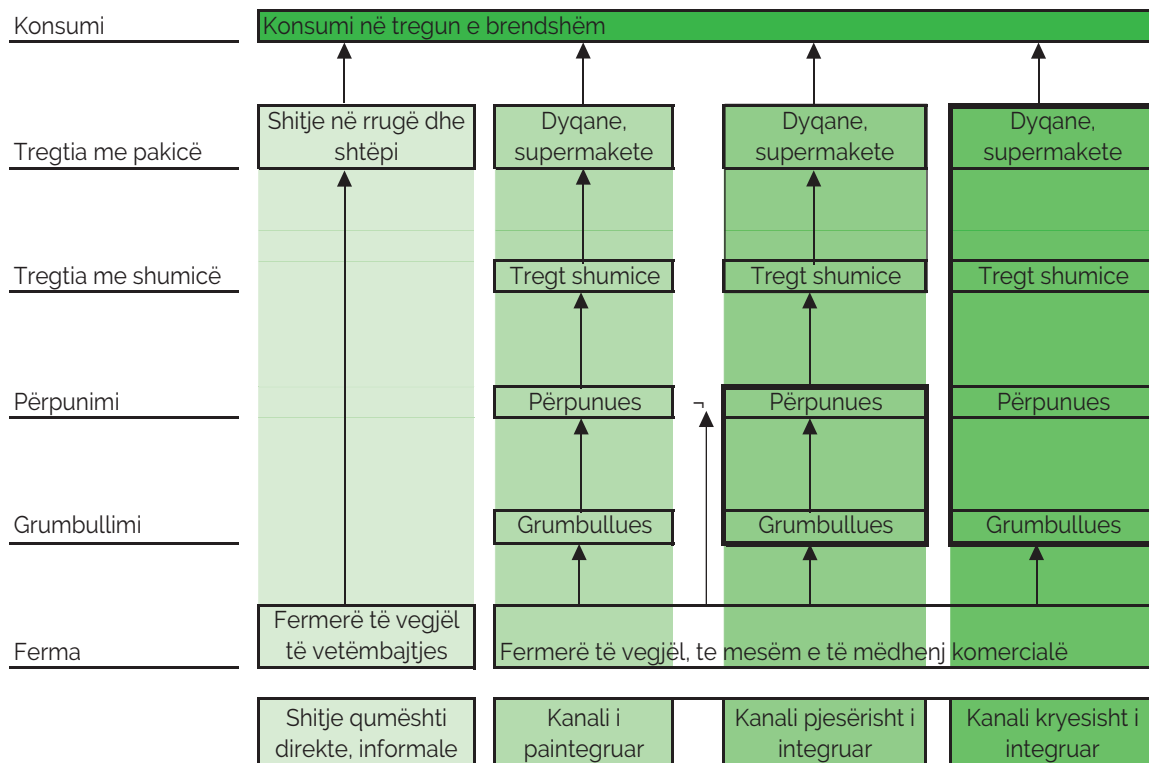 Konsumi
Konsumi në tregun e brendshëm
Tregtia me pakicë
Shitje në rrugë dhe
shtëpi
Dyqane,
supermakete
Dyqane,
supermakete
Dyqane,
supermakete
Tregtia me shumicë
Tregt shumice
Tregt shumice
Tregt shumice
Përpunimi
Përpunues
¬
Përpunues
Përpunues
Grumbullimi
Grumbullues
Grumbullues
Grumbullues
Ferma
Fermerë të vegjël
të vetëmbajtjes
Fermerë të vegjël, te mesëm e të mëdhenj komercialë
Shitje qumështi
direkte, informale
Kanali i
paintegruar
Kanali pjesërisht i
integruar
Kanali kryesisht i
integruar